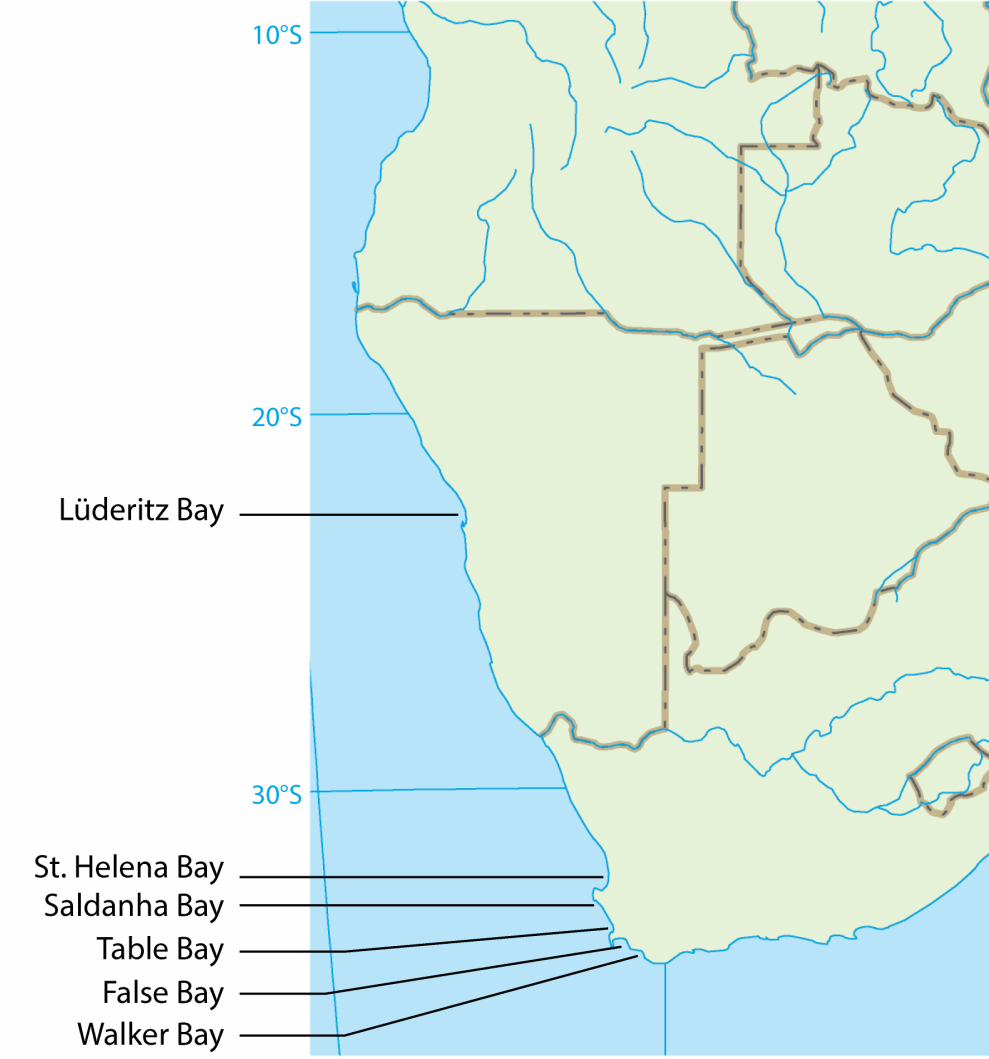 10°S
20°S
Lüderitz Bay
30°S
St. Helena Bay
Saldanha Bay
Table Bay
False Bay
Walker Bay